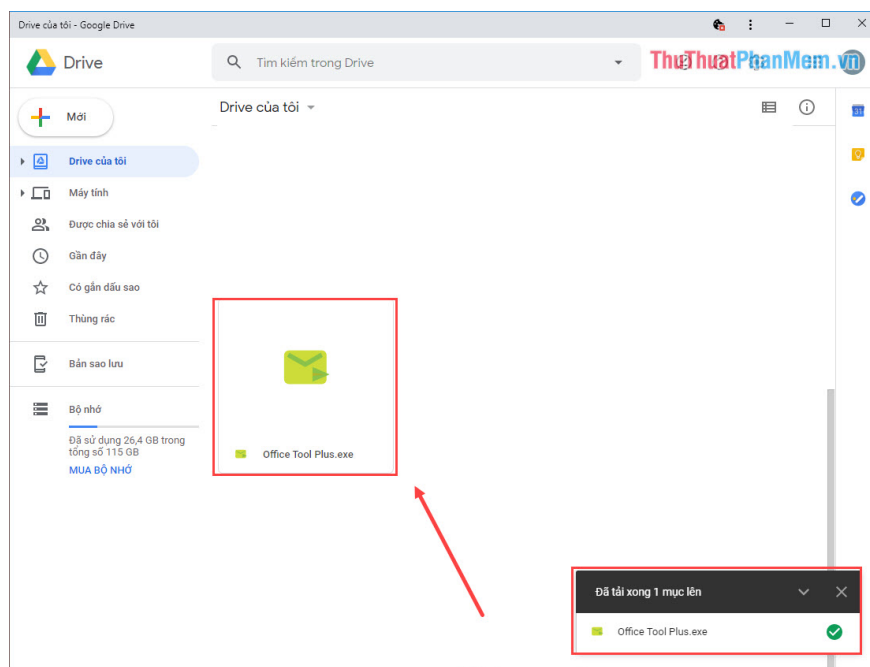 Drive của tôi - Google Drive
Drive
Tìm kiếm trong Drive
ThuThuatPhanMem.vn
Mới
Drive của tôi
31
Drive của tôi
Máy tính
Được chia sẻ với tôi
Gần đây
Có gắn dấu sao
Thùng rác
Bản sao lưu
Bộ nhớ
Đã sử dụng 26,4 GB trong
tổng số 115 GB
MUA BỘ NHỚ
Office Tool Plus.exe
Đã tải xong 1 mục lên
Office Tool Plus.exe